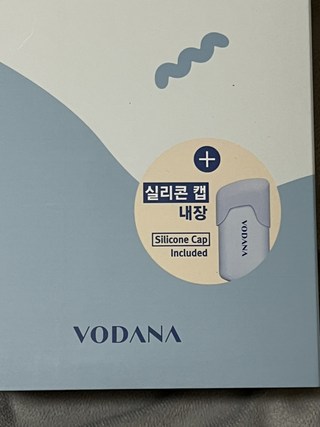 실리콘 캡
내장
Silicone Cap
Included
VODANA
VODANA